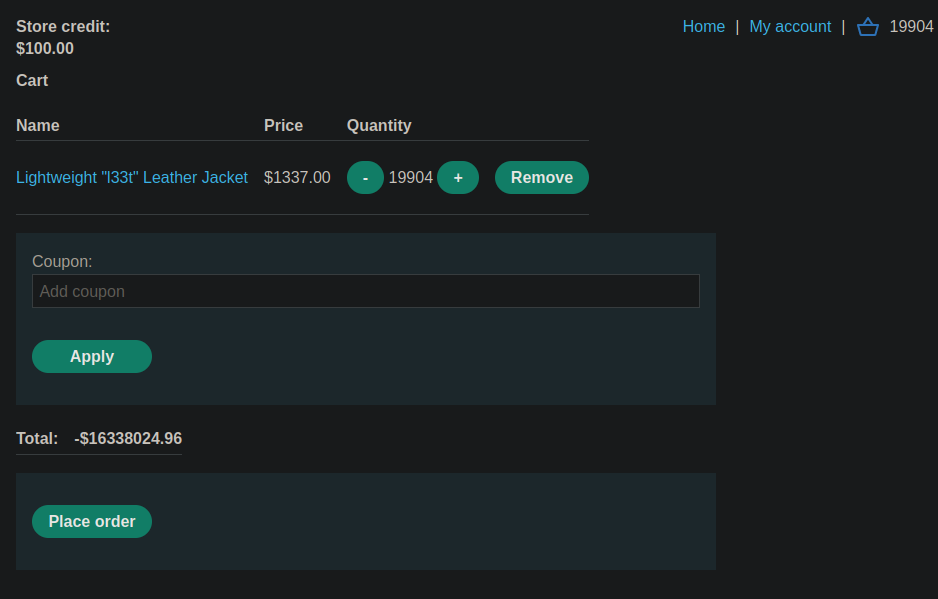 Store credit:
$100.00
Home | My account | 19904
Cart
Name Price Quantity
Lightweight "l33t" Leather Jacket $1337.00 - 19904 + Remove
Coupon:
Add coupon
Apply
Total: -$16338024.96
Place order